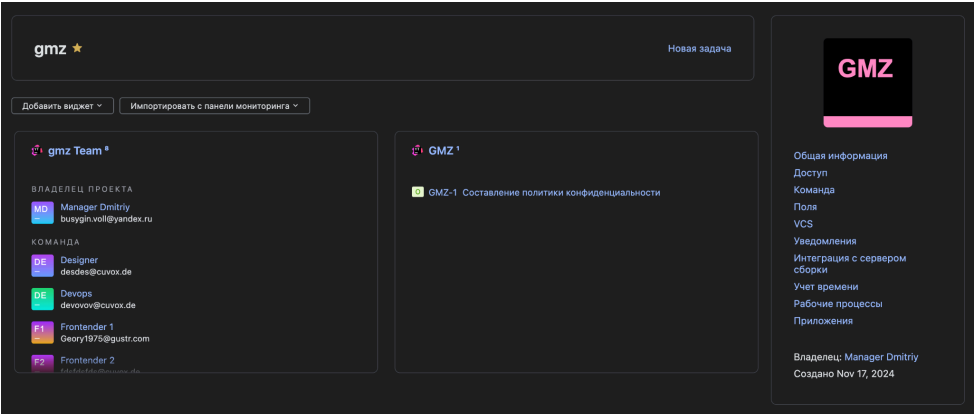 gmz
Новая задача
Добавить виджет
Импортировать с панели мониторинга
gmz Team 8
ВЛАДЕЛЕЦ ПРОЕКТА
MD
Manager Dmitriy
busygin.voll@yandex.ru
КОМАНДА
DE
Designer
desdes@cuvox.de
DE
Devops
devovov@cuvox.de
F1
Frontender 1
Geory1975@gustr.com
F2
Frontender 2
GMZ 1
O GMZ-1 Составление политики конфиденциальности
GMZ
Общая информация
Доступ
Команда
Поля
VCS
Уведомления
Интеграция с сервером
сборки
Учет времени
Рабочие процессы
Приложения
Владелец: Manager Dmitriy
Создано Nov 17, 2024